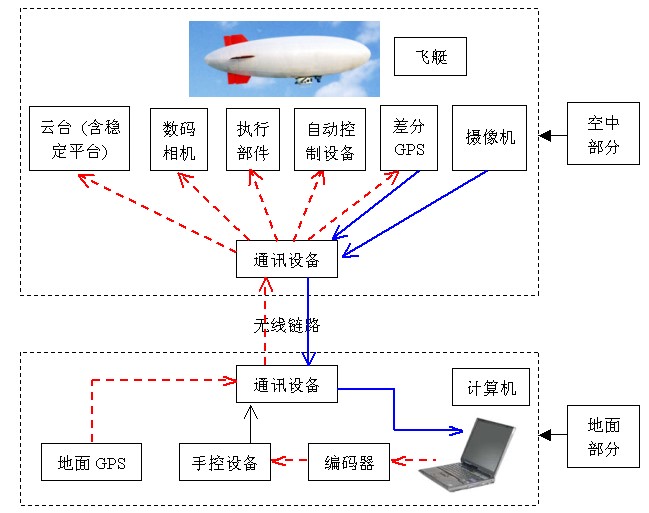 飞艇
云台 (含稳
定平台)
数码
相机
执行
部件
自动控
制设备
差分
GPS
摄像机
空中
部分
通讯设备
无线链路
通讯设备
计算机
地面
部分
地面 GPS
手控设备
编码器